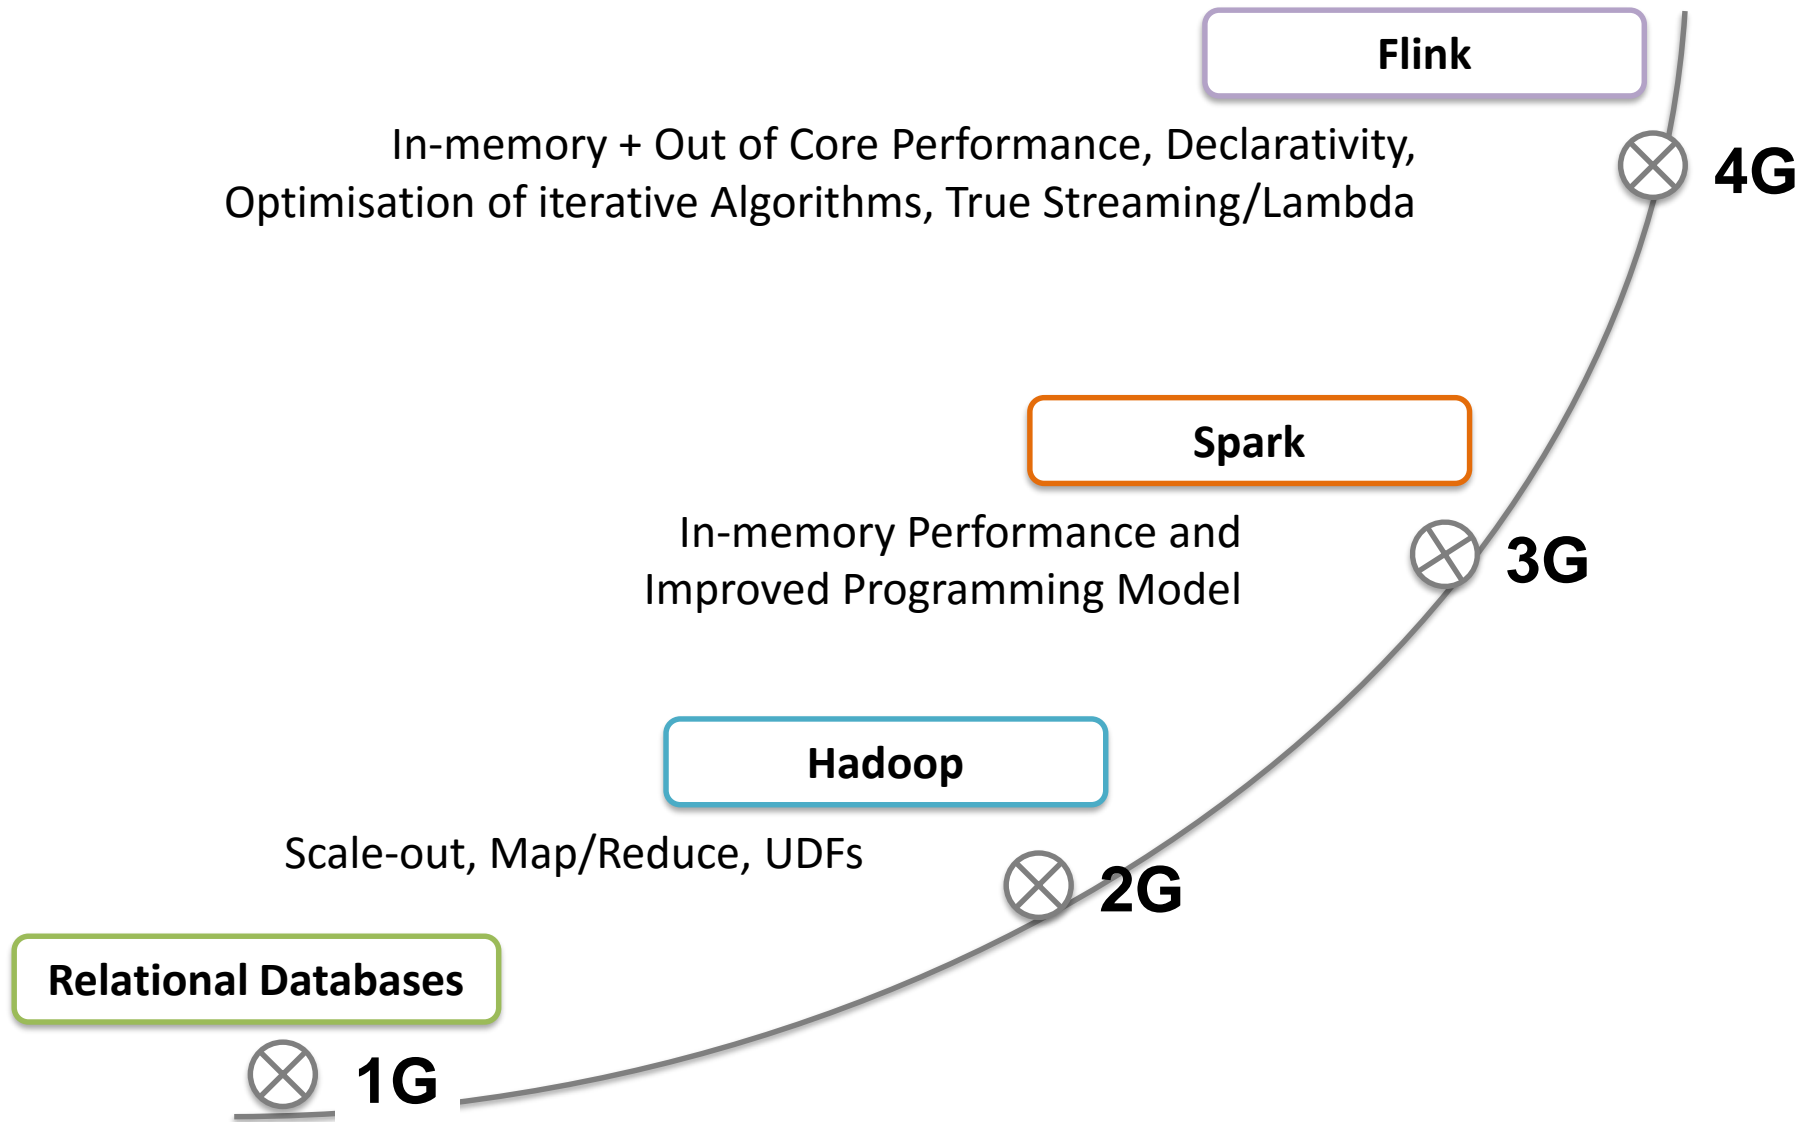 Flink
In-memory + Out of Core Performance, Declarativity,
Optimisation of iterative Algorithms, True Streaming/Lambda
4G
Spark
In-memory Performance and
Improved Programming Model
3G
Hadoop
Scale-out, Map/Reduce, UDFs
2G
Relational Databases
1G